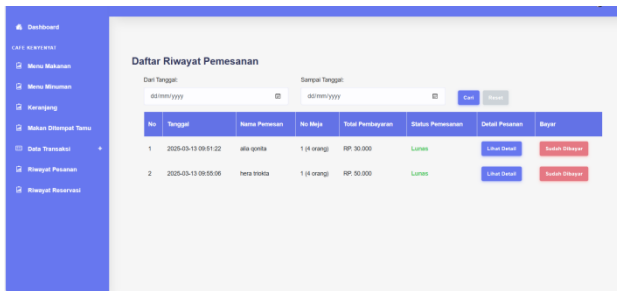 Dashboard
CAFE KENYENYAT
Menu Makanan
Menu Minuman
Keranjang
Makan Ditempat Tamu
Data Transaksi
Riwayat Pesanan
Riwayat Reservasi
Daftar Riwayat Pemesanan
Dari Tanggal: Sampai Tanggal:
dd/mm/yyyy dd/mm/yyyy Cari Reset
No Tanggal Nama Pemesan No Meja Total Pembayaran Status Pemesanan Detail Pesanan Bayar
1 2025-03-13 09:51:22 alia qonita 1 (4 orang) RP. 30.000 Lunas Lihat Detail Sudah Dibayar
2 2025-03-13 09:55:06 hera triokta 1 (4 orang) RP. 50.000 Lunas Lihat Detail Sudah Dibayar